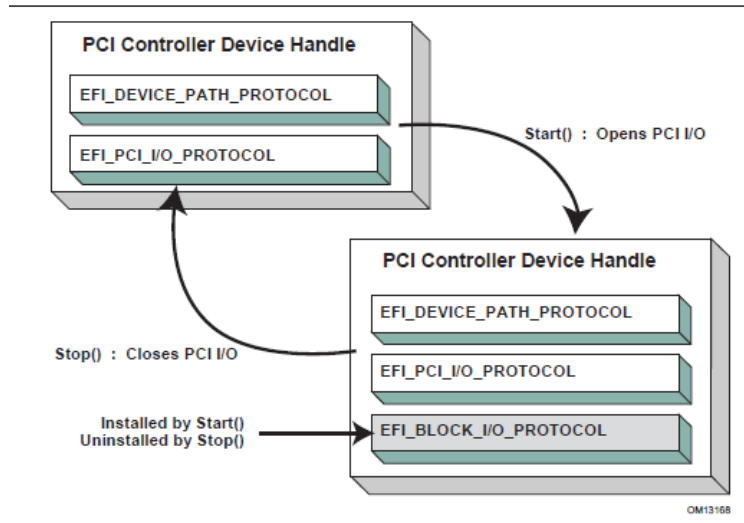 PCI Controller Device Handle
EFI_DEVICE_PATH_PROTOCOL
EFI_PCI_I/O_PROTOCOL
Start() : Opens PCI I/O
PCI Controller Device Handle
EFI_DEVICE_PATH_PROTOCOL
EFI_PCI_I/O_PROTOCOL
EFI_BLOCK_I/O_PROTOCOL
Stop() : Closes PCI I/O
Installed by Start()
Uninstalled by Stop()
OM13168